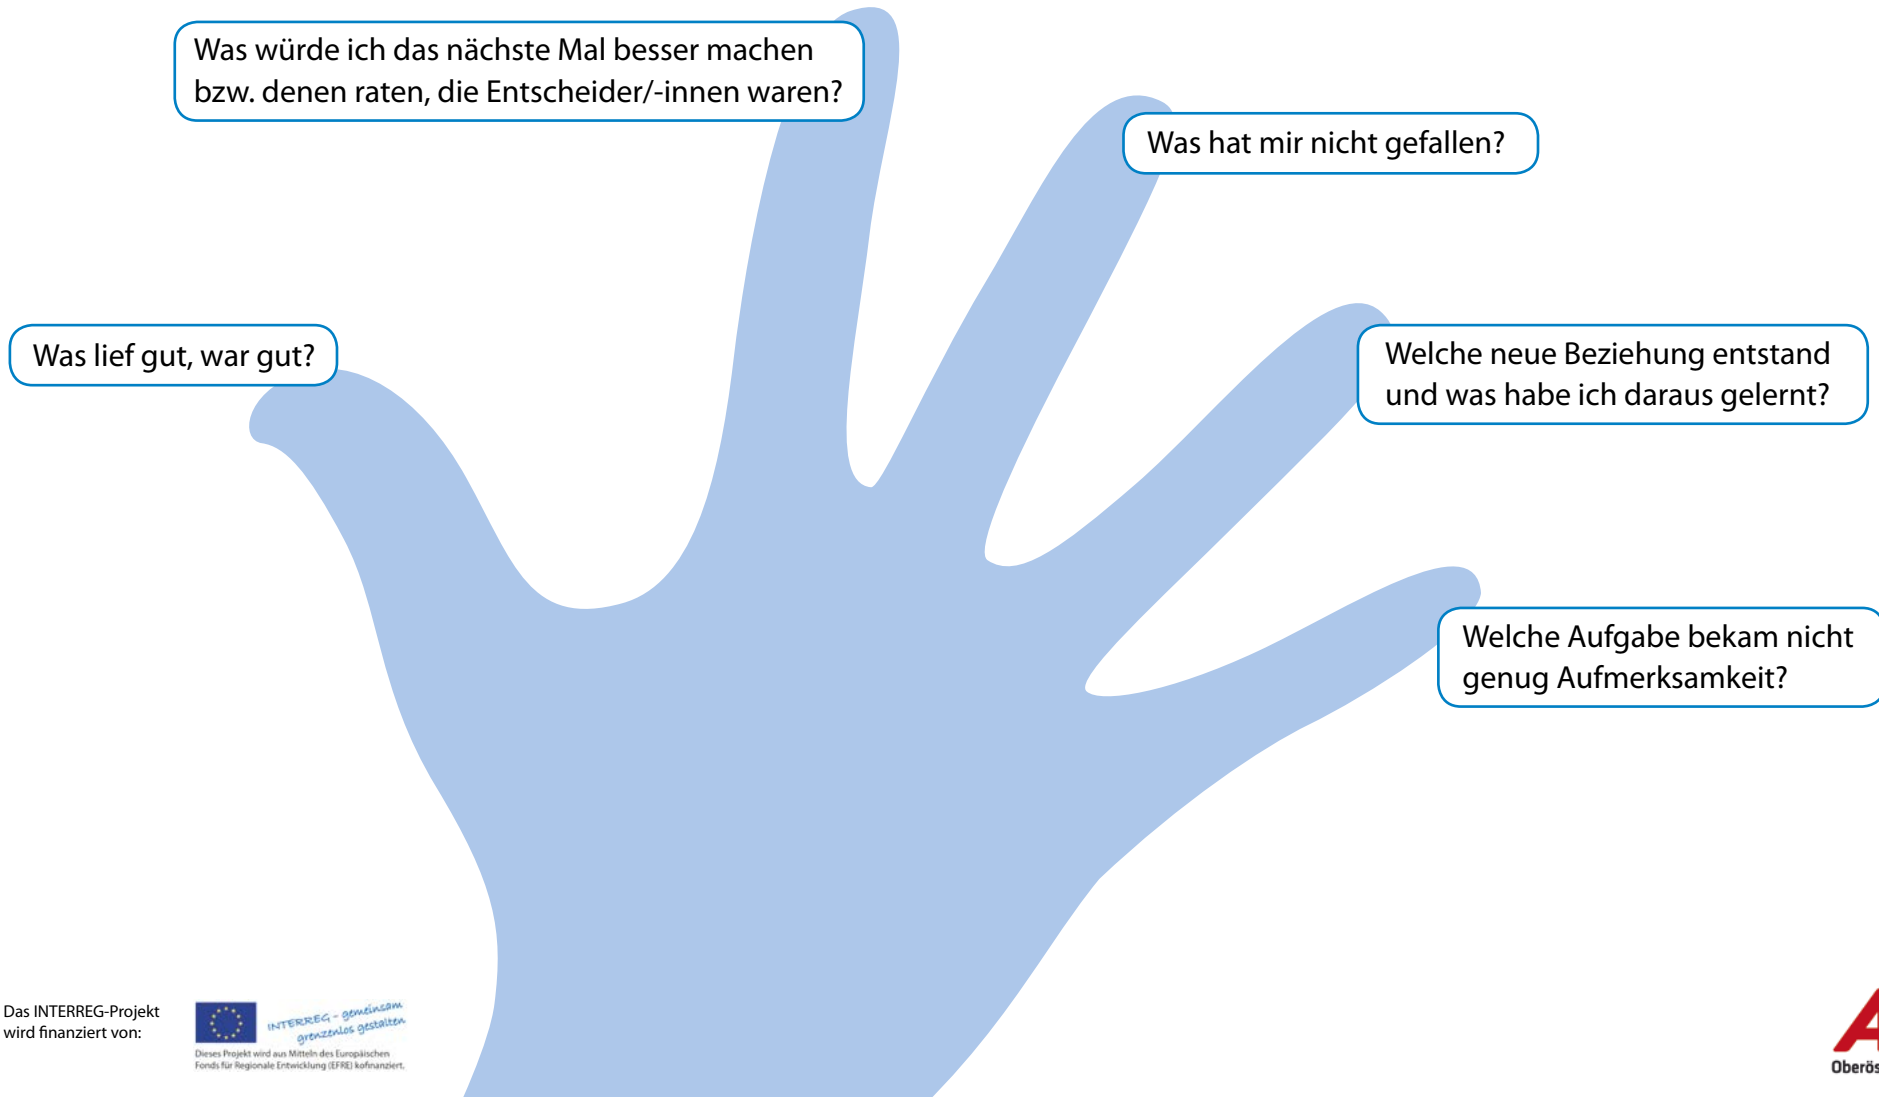 Was würde ich das nächste Mal besser machen
bzw. denen raten, die Entscheider/-innen waren?
Was hat mir nicht gefallen?
Was lief gut, war gut?
Welche neue Beziehung entstand
und was habe ich daraus gelernt?
Welche Aufgabe bekam nicht
genug Aufmerksamkeit?
Das INTERREG-Projekt
wird finanziert von:
INTERREG - gemeinsam
grenzenlos gestalten
Dieses Projekt wird aus Mitteln des Europäischen
Fonds für Regionale Entwicklung (EFRE) kofinanziert.